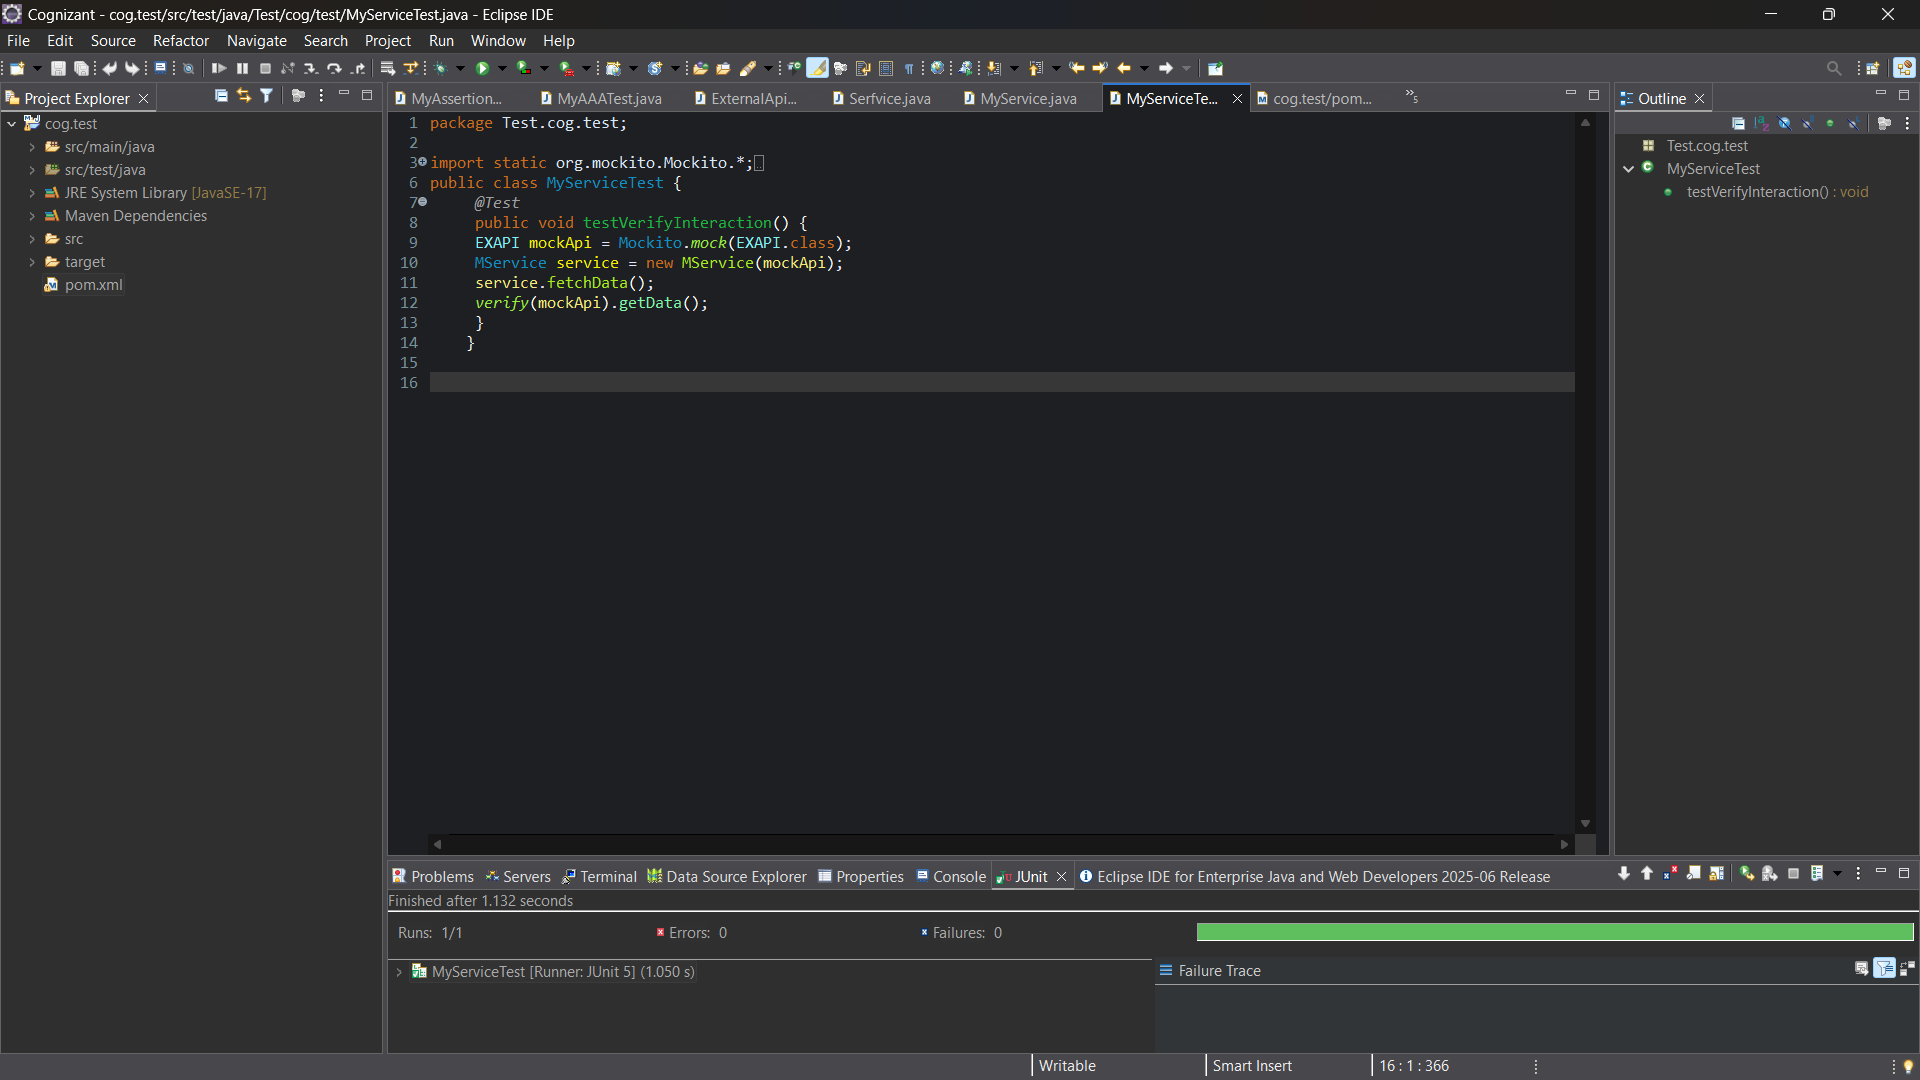 Cognizant - cog.test/src/test/java/Test/cog/test/MyServiceTest.java - Eclipse IDE
File Edit Source Refactor Navigate Search Project Run Window Help
Project Explorer
MyAssertion... MyAAATest.java ExternalApi... Serfvice.java MyService.java MyServiceTe... cog.test/pom... »5
Outline
cog.test
src/main/java
src/test/java
JRE System Library [JavaSE-17]
Maven Dependencies
src
target
pom.xml
1 package Test.cog.test;
2
3 import static org.mockito.Mockito.*;
6 public class MyServiceTest {
7 @Test
8 public void testVerifyInteraction() {
9 EXAPI mockApi = Mockito.mock(EXAPI.class);
10 MService service = new MService(mockApi);
11 service.fetchData();
12 verify(mockApi).getData();
13 }
14 }
15
16
Test.cog.test
MyServiceTest
testVerifyInteraction() : void
Problems Servers Terminal Data Source Explorer Properties Console JUnit Eclipse IDE for Enterprise Java and Web Developers 2025-06 Release
Finished after 1.132 seconds
Runs: 1/1 Errors: 0 Failures: 0
MyServiceTest [Runner: JUnit 5] (1.050 s)
Failure Trace
Writable Smart Insert 16 : 1 : 366